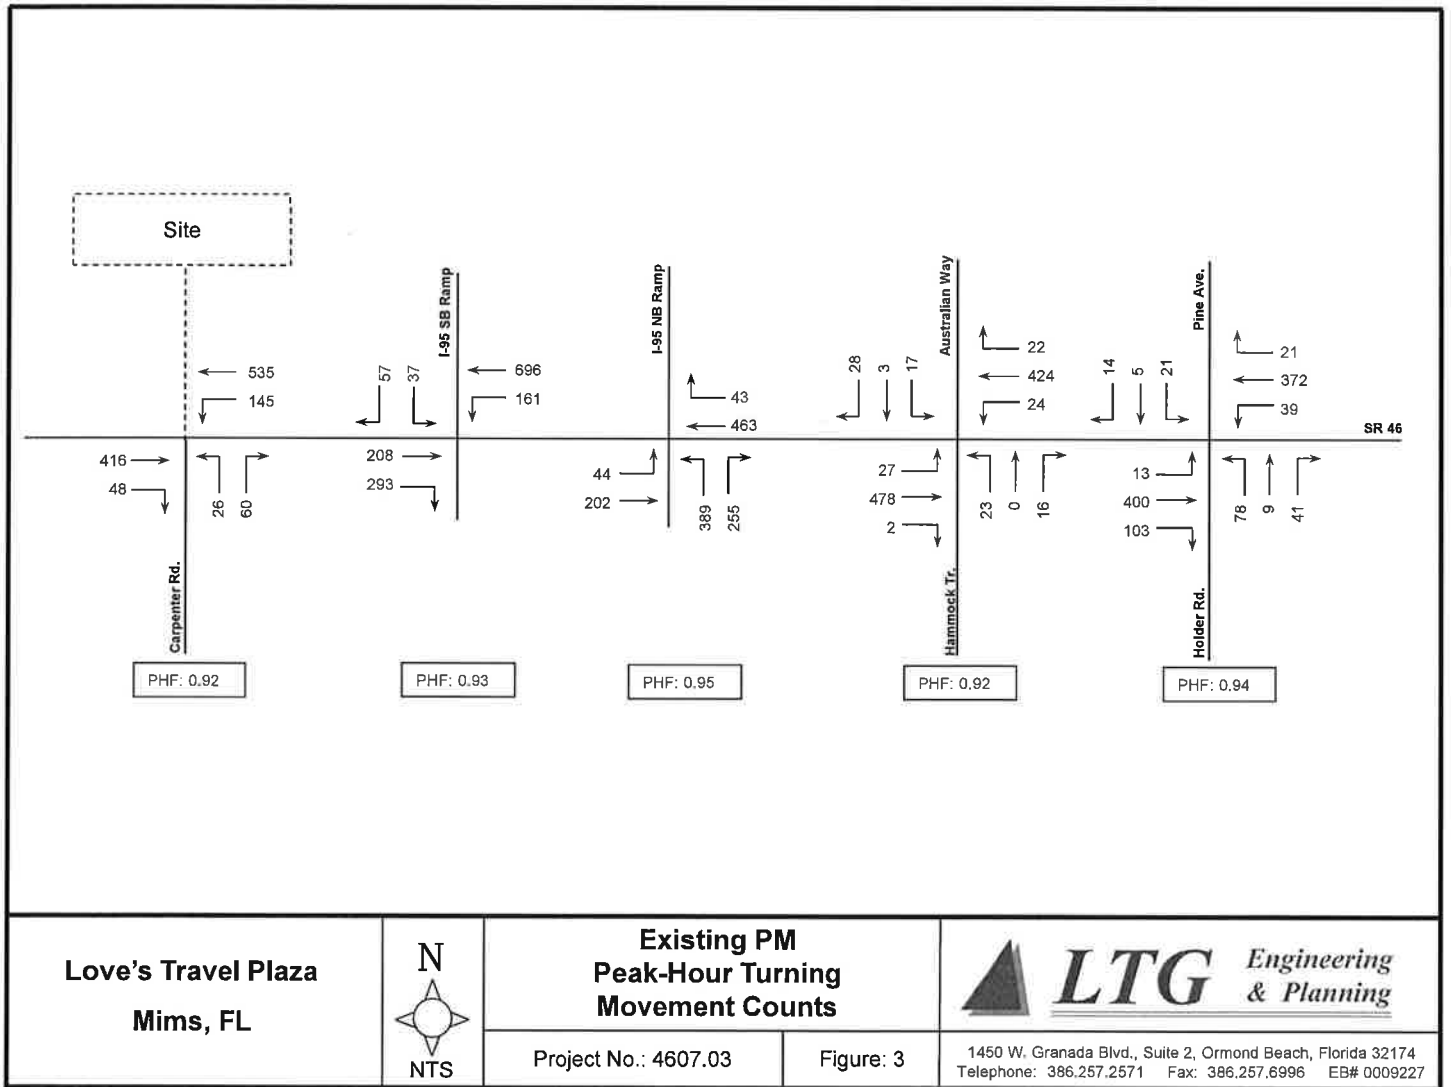 Site
I-95 SB Ramp
I-95 NB Ramp
Australian Way
Pine Ave.
535
145
416
48
26
60
Carpenter Rd.
57
37
696
161
208
293
43
463
44
202
389
255
28
3
17
22
424
24
27
478
2
23
0
16
Hammock Tr.
14
5
21
21
372
39
SR 46
13
400
103
78
9
41
Holder Rd.
PHF: 0.92
PHF: 0.93
PHF: 0.95
PHF: 0.92
PHF: 0.94
Love's Travel Plaza
Mims, FL
N
NTS
Existing PM
Peak-Hour Turning
Movement Counts
Project No.: 4607.03
Figure: 3
LTG Engineering
& Planning
1450 W. Granada Blvd., Suite 2, Ormond Beach, Florida 32174
Telephone: 386.257.2571 Fax: 386.257.6996 EB# 0009227